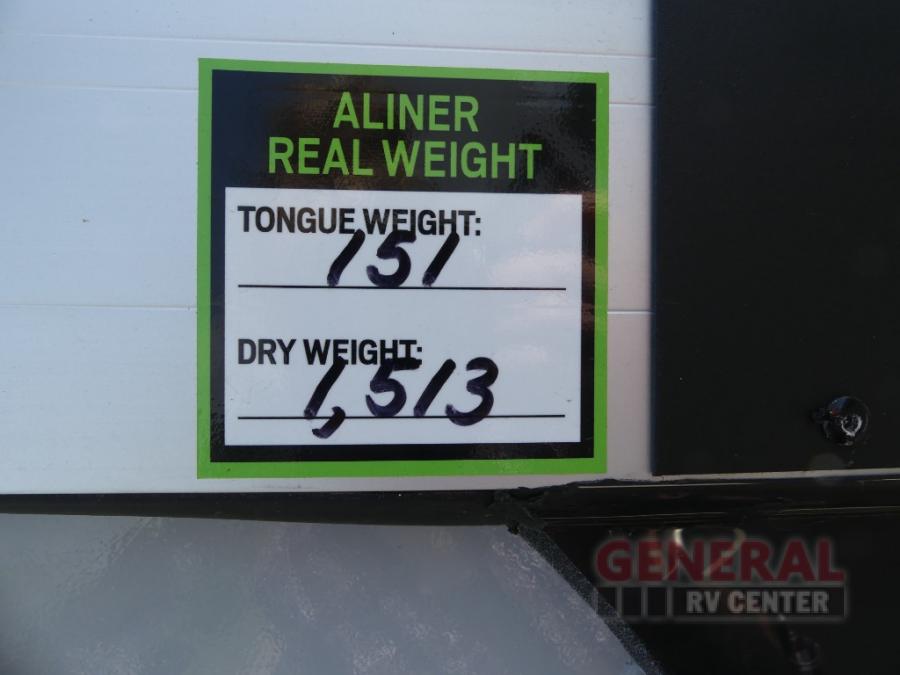 ALINER
REAL WEIGHT
TONGUE WEIGHT:
151
DRY WEIGHT:
1,513
GENERAL
RV CENTER